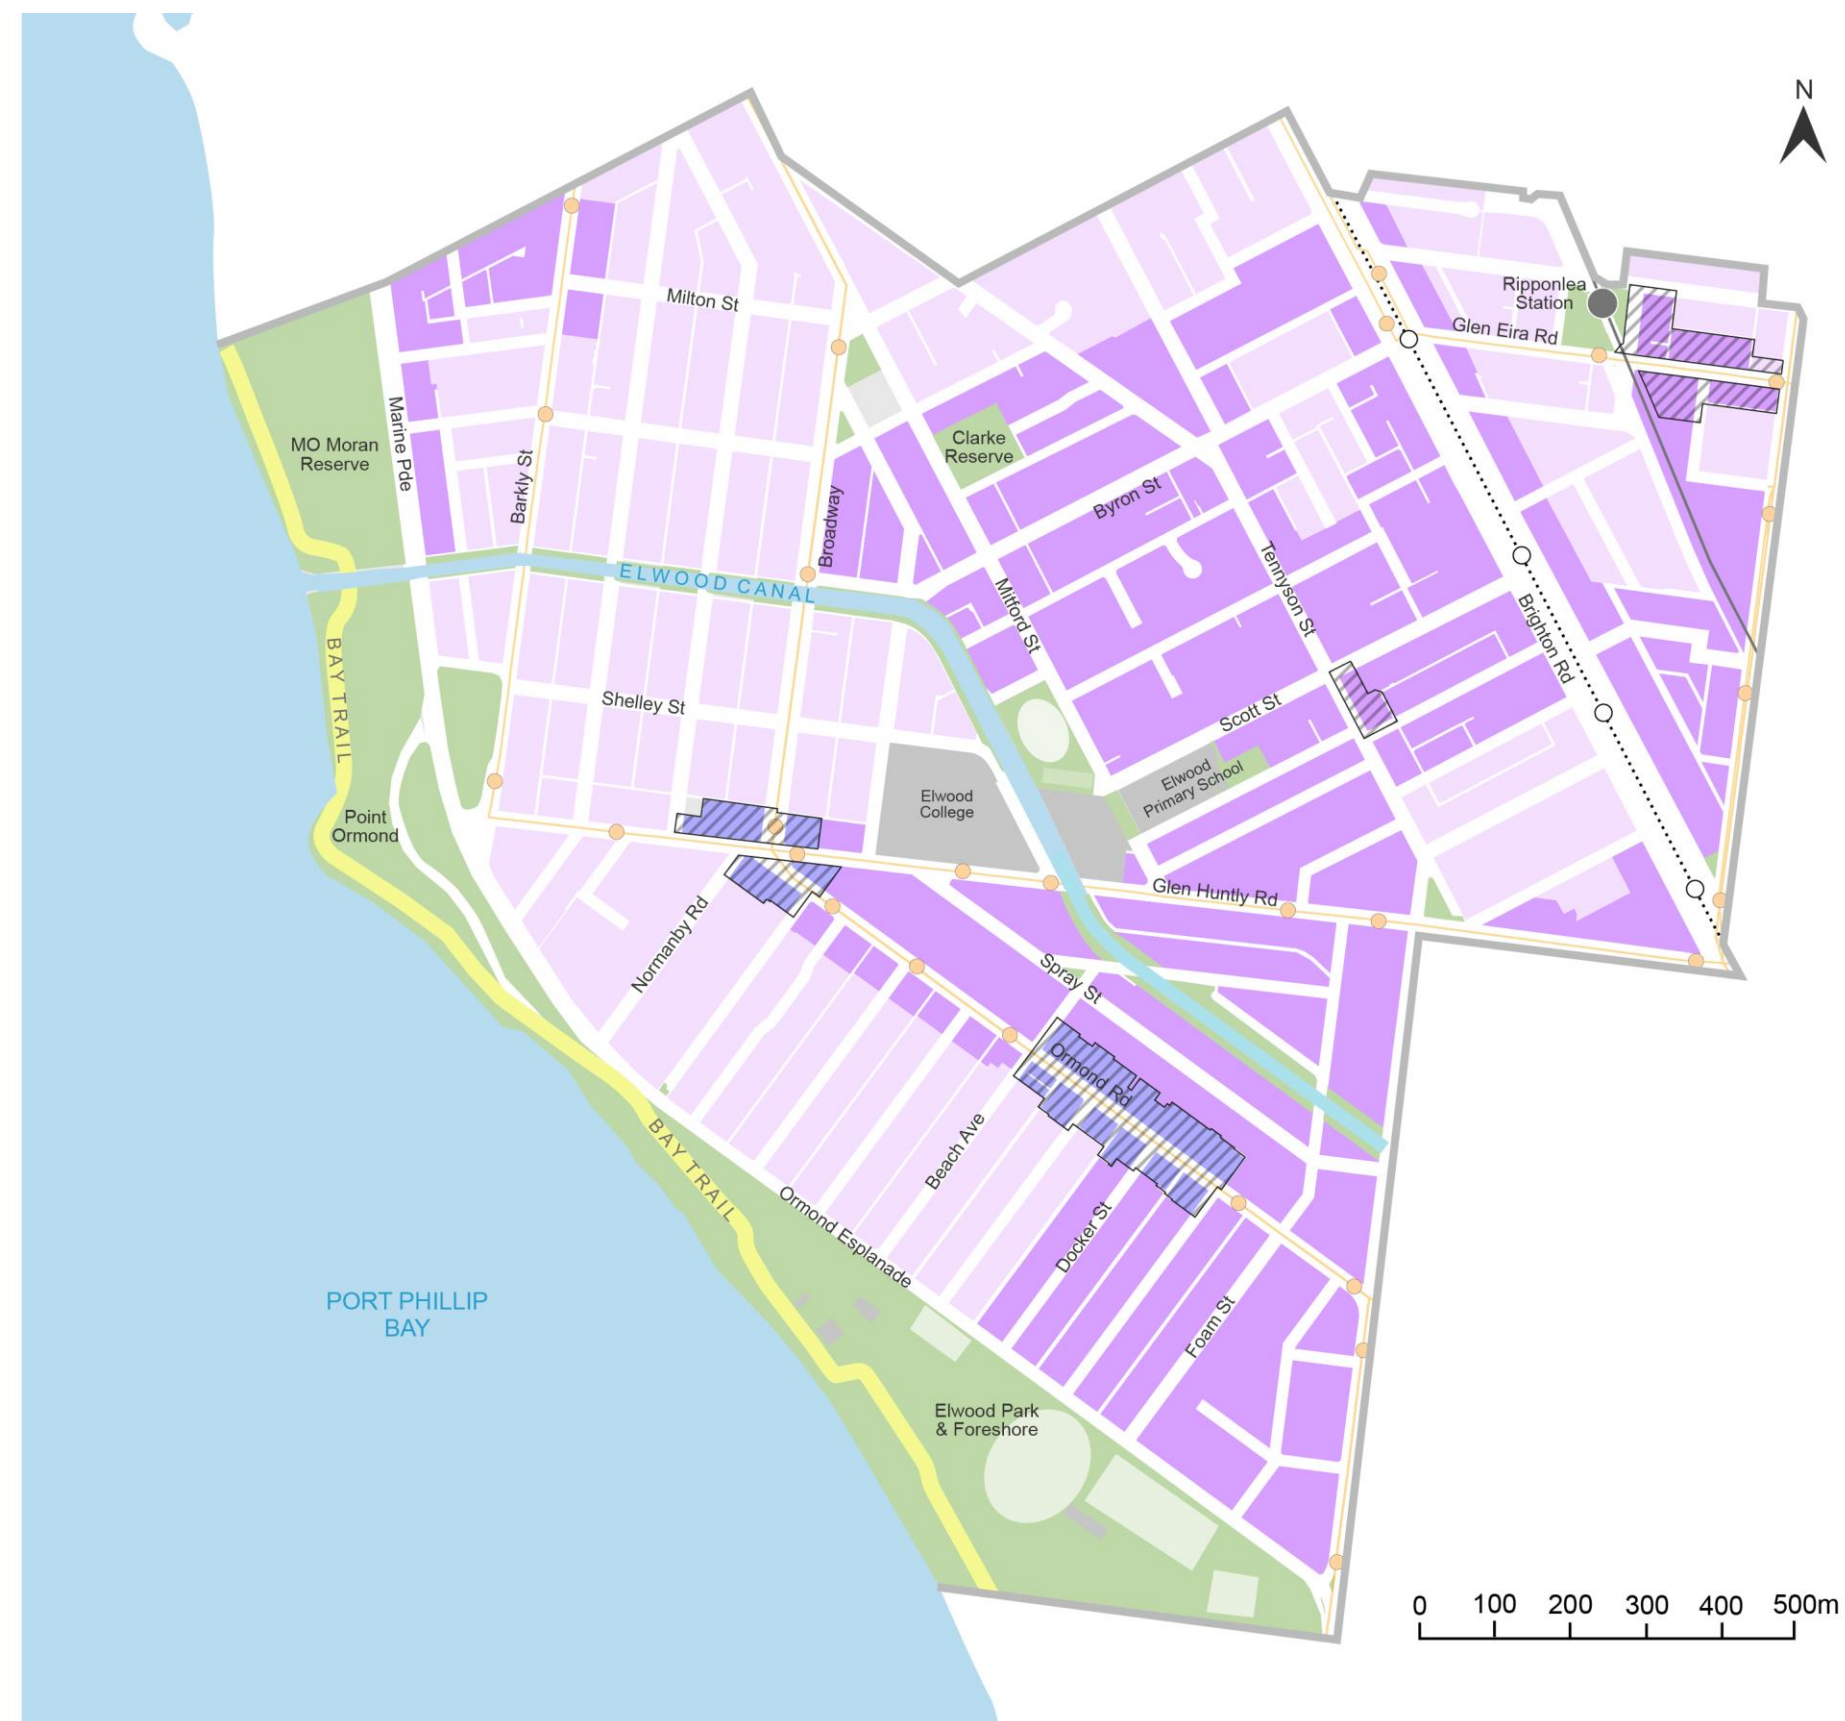 N
Ripponlea
Station
Milton St
Glen Eira Rd
Marine Pde
MO Moran
Reserve
Clarke
Reserve
Barkly St
Broadway
Byron St
ELWOOD CANAL
Tennyson St
Mitford St
Brighton Rd
BAY TRAIL
Shelley St
Scott St
Elwood
Primary School
Elwood
College
Point
Ormond
Glen Huntly Rd
Normanby Rd
Spray St
Ormond Rd
Beach Ave
BAY TRAIL
Ormond Esplanade
Docker St
PORT PHILLIP
BAY
Foam St
Elwood Park
& Foreshore
0 100 200 300 400 500m